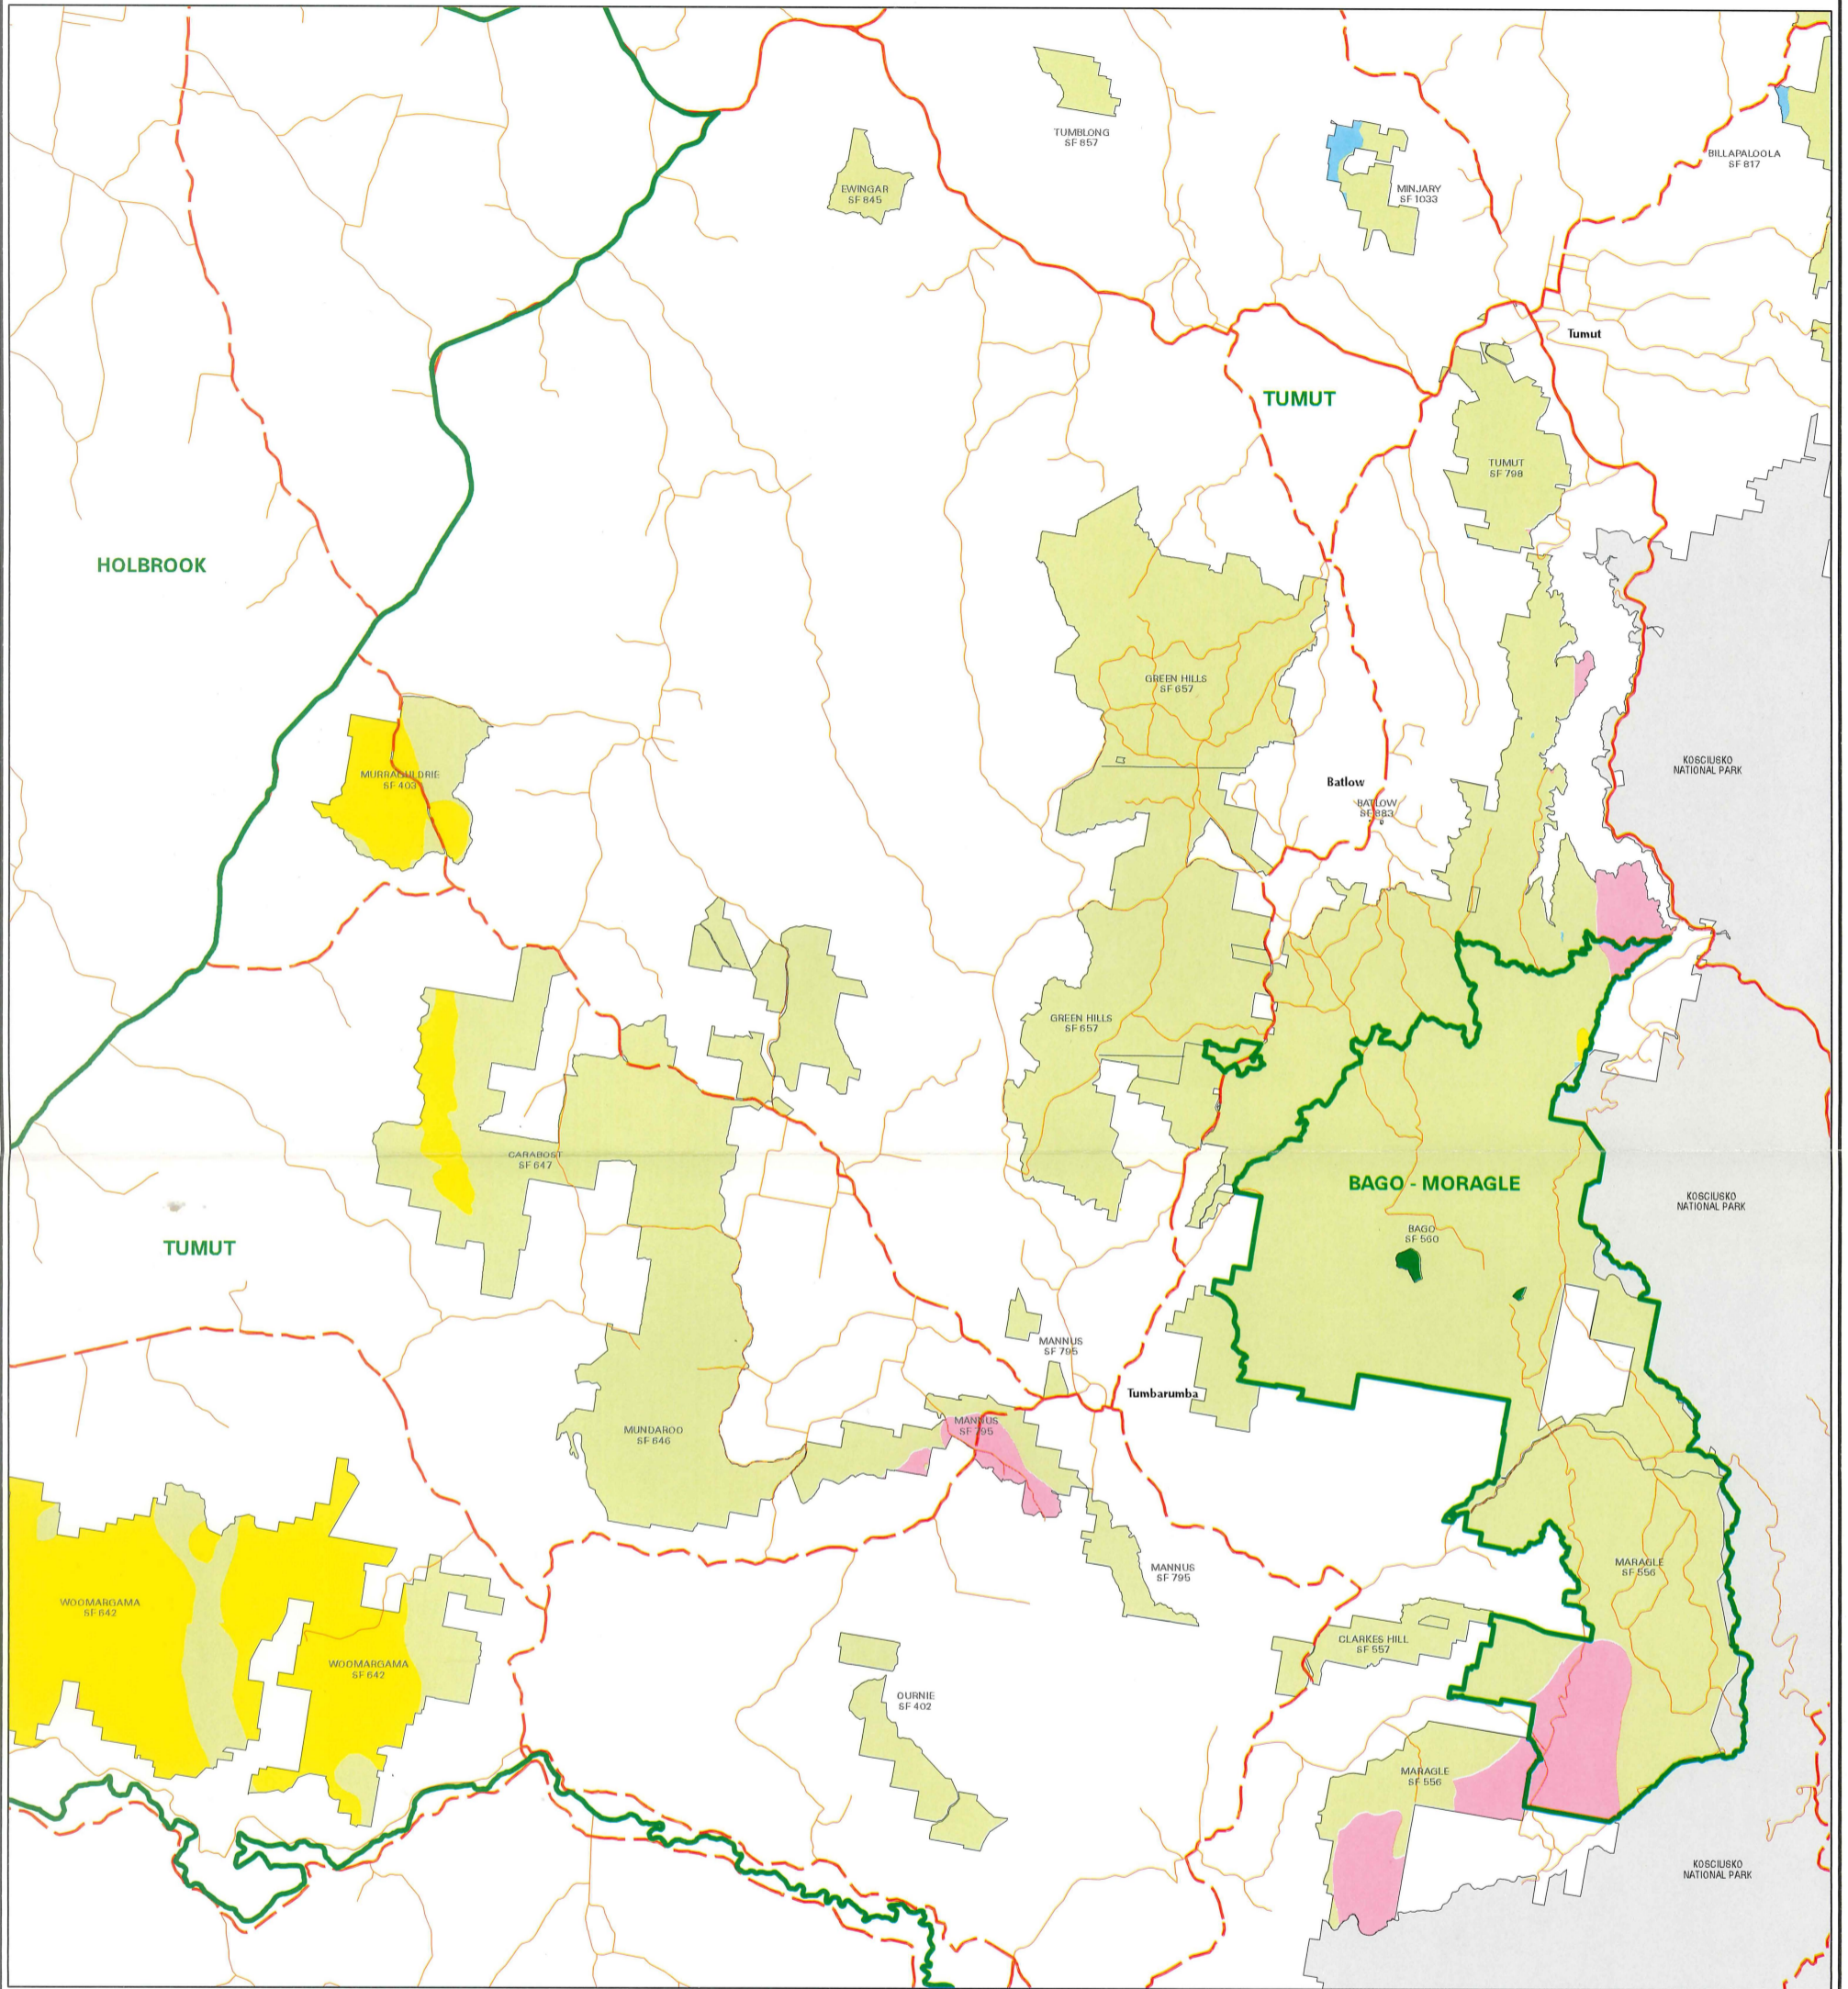 TUMBLONG
SF 857
BILLAPALOOLA
SF 817
EWINGAR
SF 845
MINJARY
SF 1033
Tumut
TUMUT
TUMUT
SF 798
HOLBROOK
GREEN HILLS
SF 657
KOSCIUSKO
NATIONAL PARK
MURRAGULDRIE
SF 403
Batlow
BATLOW
SF 883
GREEN HILLS
SF 657
CARABOST
SF 647
BAGO - MORAGLE
KOSCIUSKO
NATIONAL PARK
TUMUT
BAGO
SF 560
MANNUS
SF 795
Tumbarumba
MUNDAROO
SF 646
MANNUS
SF 795
MANNUS
SF 795
MARAGLE
SF 556
WOOMARGAMA
SF 642
CLARKES HILL
SF 557
WOOMARGAMA
SF 642
OURNIE
SF 402
MARAGLE
SF 556
KOSCIUSKO
NATIONAL PARK